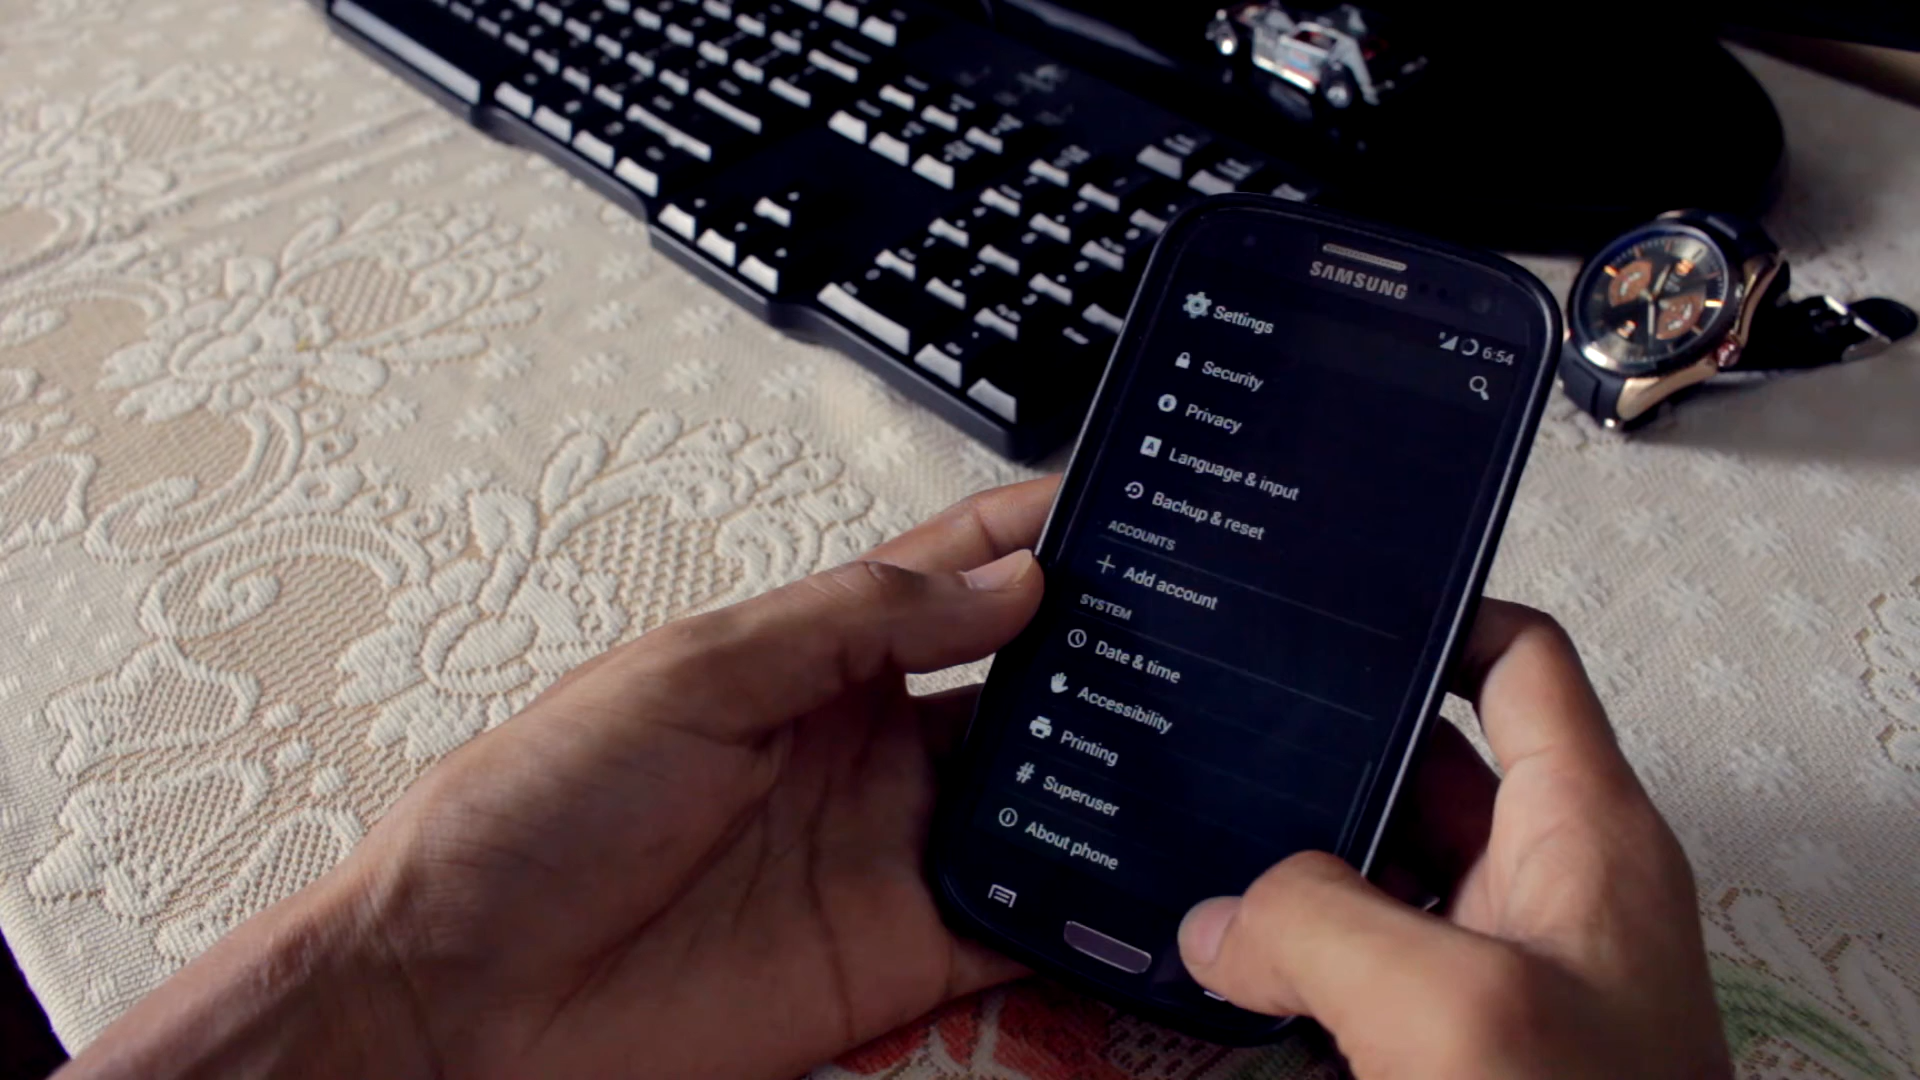 SAMSUNG
Settings
6:54
Security
Privacy
Language & input
Backup & reset
ACCOUNTS
Add account
SYSTEM
Date & time
Accessibility
Printing
# Superuser
About phone